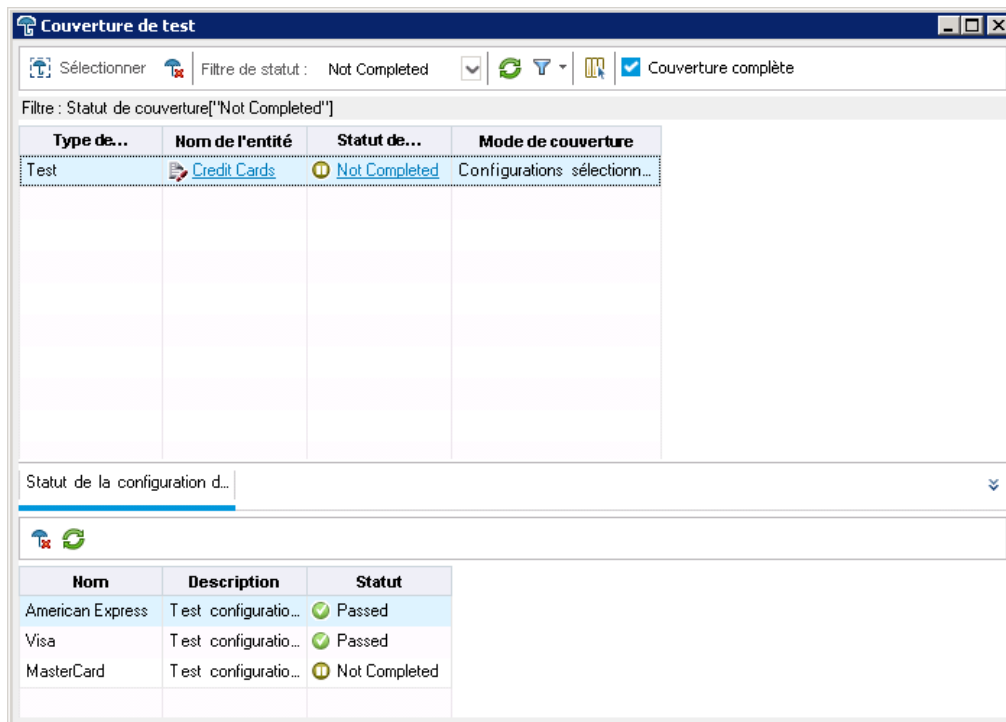 Couverture de test
Sélectionner Filtre de statut : Not Completed Couverture complète
Filtre : Statut de couverture["Not Completed"]
Type de... Nom de l'entité Statut de... Mode de couverture
Test Credit Cards Not Completed Configurations sélectionn...
Statut de la configuration d...
Nom Description Statut
American Express Test configuratio... Passed
Visa Test configuratio... Passed
MasterCard Test configuratio... Not Completed